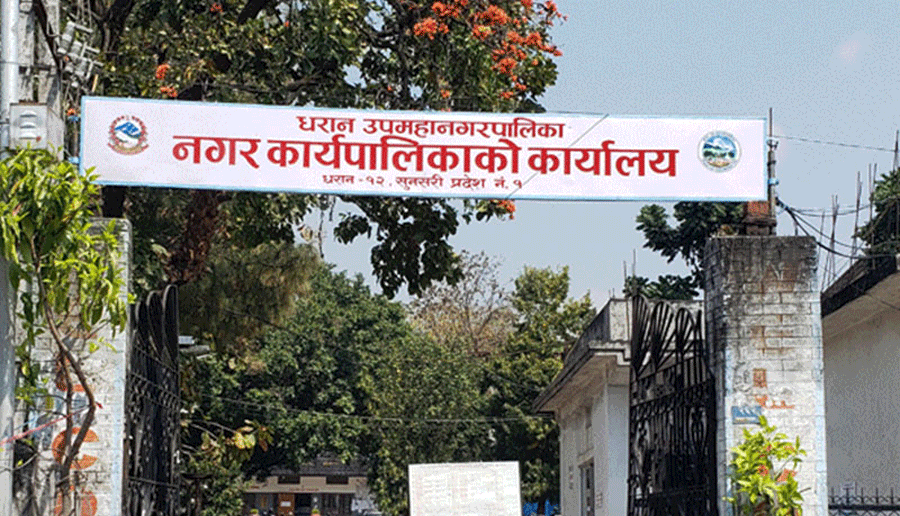 धरान उपमहानगरपालिका
नगर कार्यपालिकाको कार्यालय
धरान -१२, सुनसरी प्रदेश नं. १